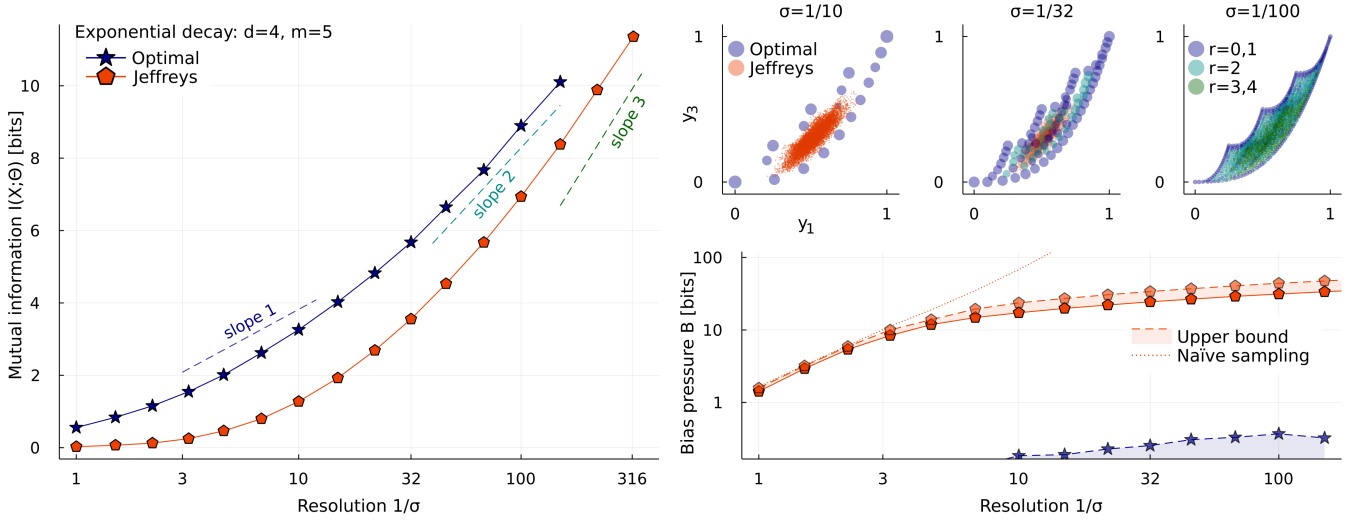 Exponential decay: d=4, m=5
Optimal
Jeffreys
slope 1
slope 2
slope 3
Mutual information I(X;Θ) [bits]
10
8
6
4
2
0
1
3
10
32
100
316
Resolution 1/σ
σ=1/10
Optimal
Jeffreys
y3
y1
1
0
0
1
σ=1/32
1
0
0
1
σ=1/100
r=0,1
r=2
r=3,4
1
0
0
1
Bias pressure B [bits]
100
10
1
Upper bound
Naïve sampling
1
3
10
32
100
Resolution 1/σ